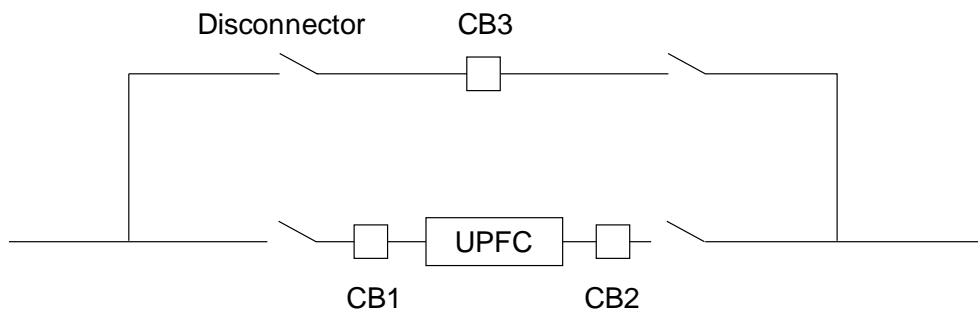 Disconnector
CB3
UPFC
CB1
CB2